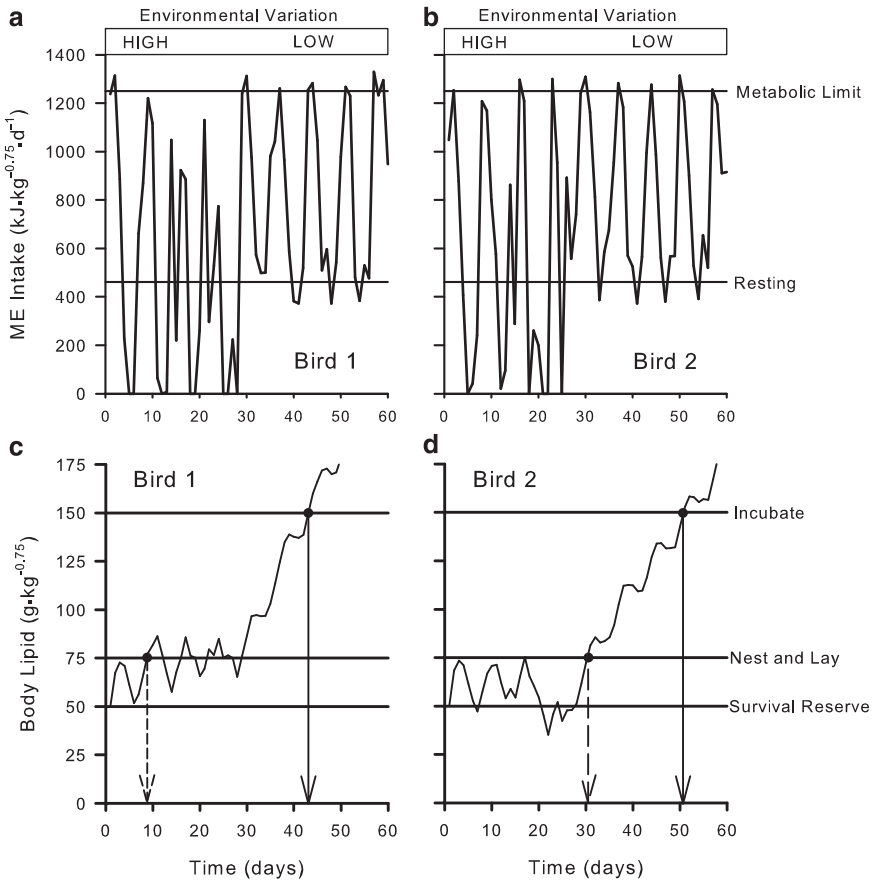 a Environmental Variation
HIGH LOW
b Environmental Variation
HIGH LOW
ME Intake (kJ▪kg⁻⁰·⁷⁵▪d⁻¹)
1400
1200
1000
800
600
400
200
0
Metabolic Limit
Resting
Bird 1
Bird 2
0 10 20 30 40 50 60
0 10 20 30 40 50 60
c Bird 1
d Bird 2
Body Lipid (g▪kg⁻⁰·⁷⁵)
175
150
125
100
75
50
25
0
Incubate
Nest and Lay
Survival Reserve
0 10 20 30 40 50 60
0 10 20 30 40 50 60
Time (days)
Time (days)